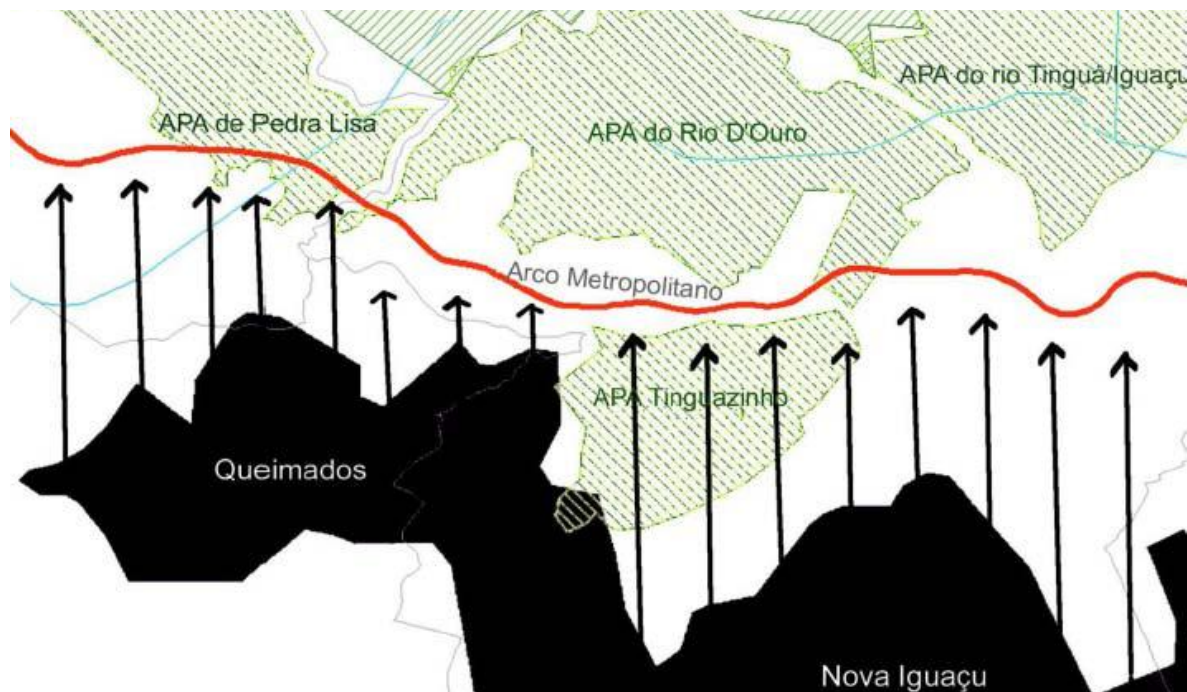 APA do rio Tinguá/Iguaçu
APA de Pedra Lisa
APA do Rio D'Ouro
Arco Metropolitano
APA Tinguazinho
Queimados
Nova Iguaçu